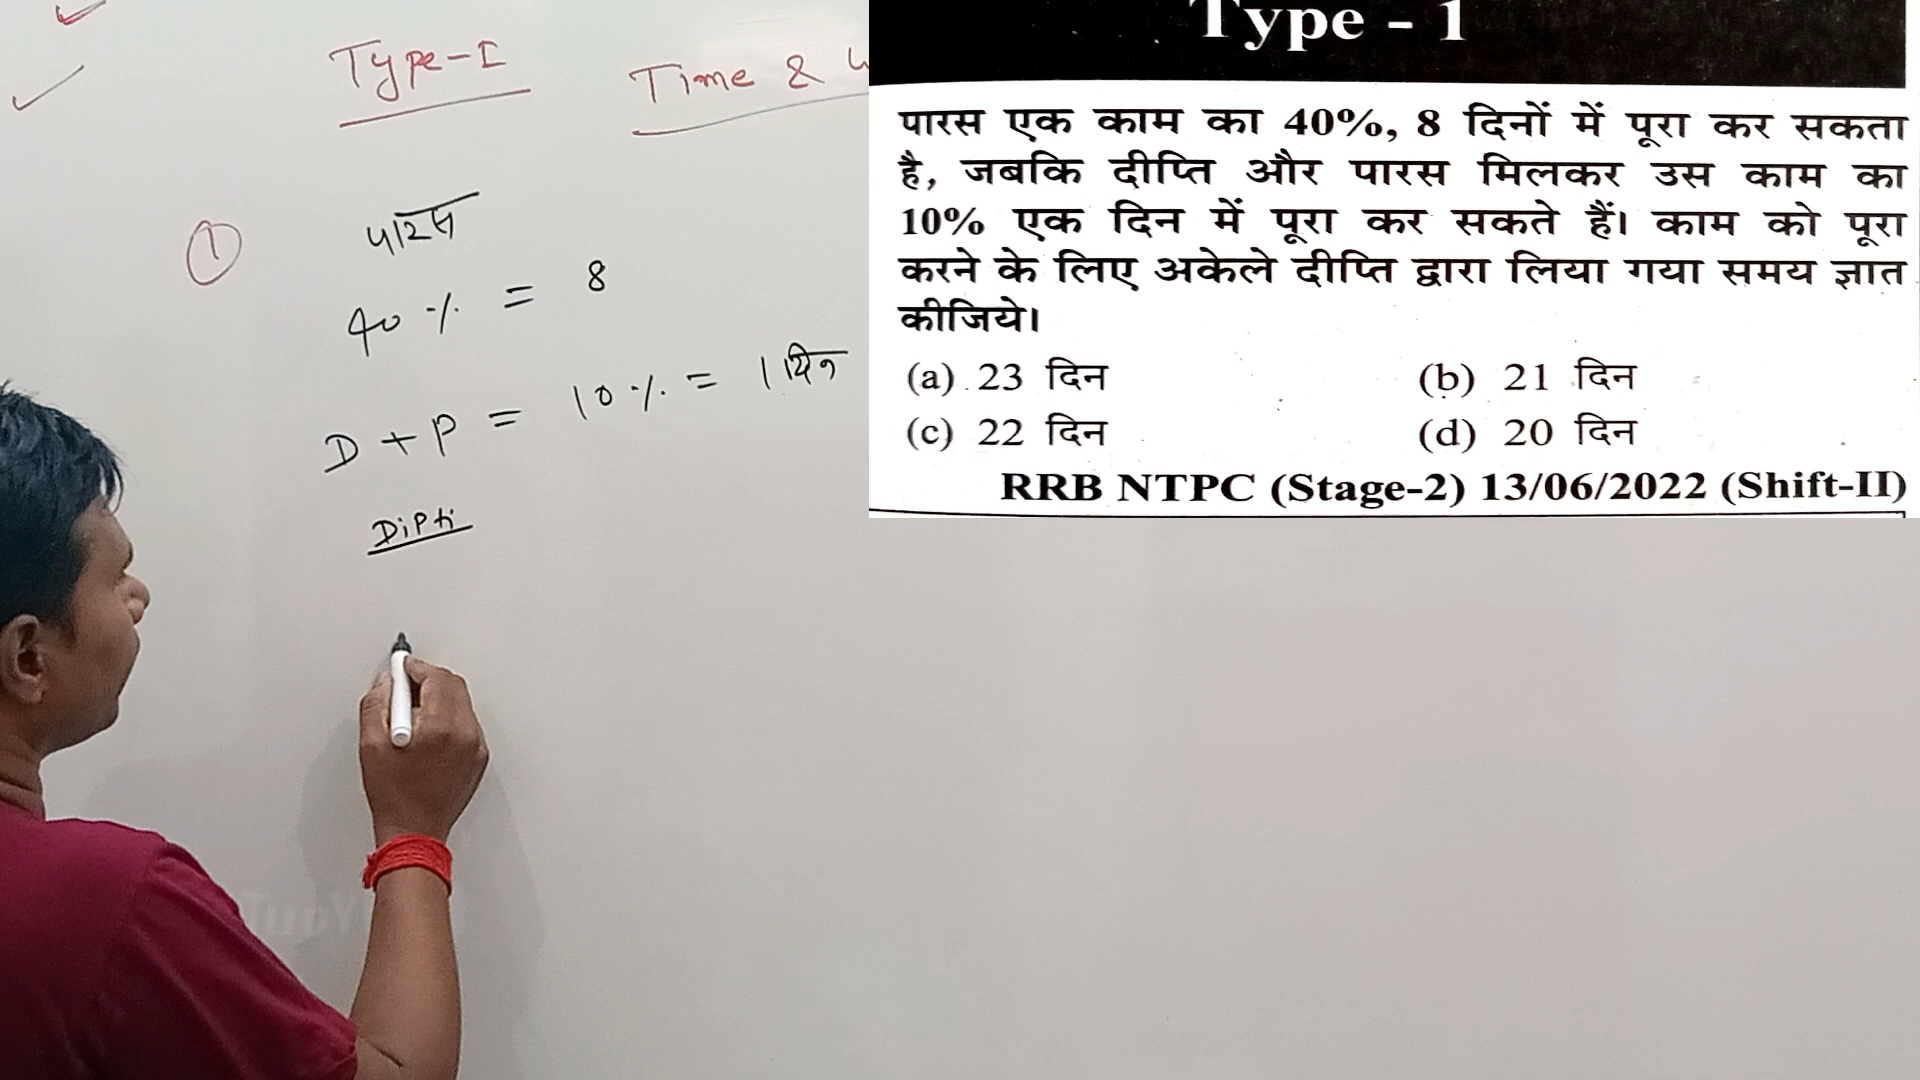 Type-I
Time &
①
पारस
40 % = 8
D + P = 10 % = 1 दिन
Dipti
Type - 1
पारस एक काम का 40%, 8 दिनों में पूरा कर सकता
है, जबकि दीप्ति और पारस मिलकर उस काम का
10% एक दिन में पूरा कर सकते हैं। काम को पूरा
करने के लिए अकेले दीप्ति द्वारा लिया गया समय ज्ञात
कीजिये।
(a) 23 दिन (b) 21 दिन
(c) 22 दिन (d) 20 दिन
RRB NTPC (Stage-2) 13/06/2022 (Shift-II)